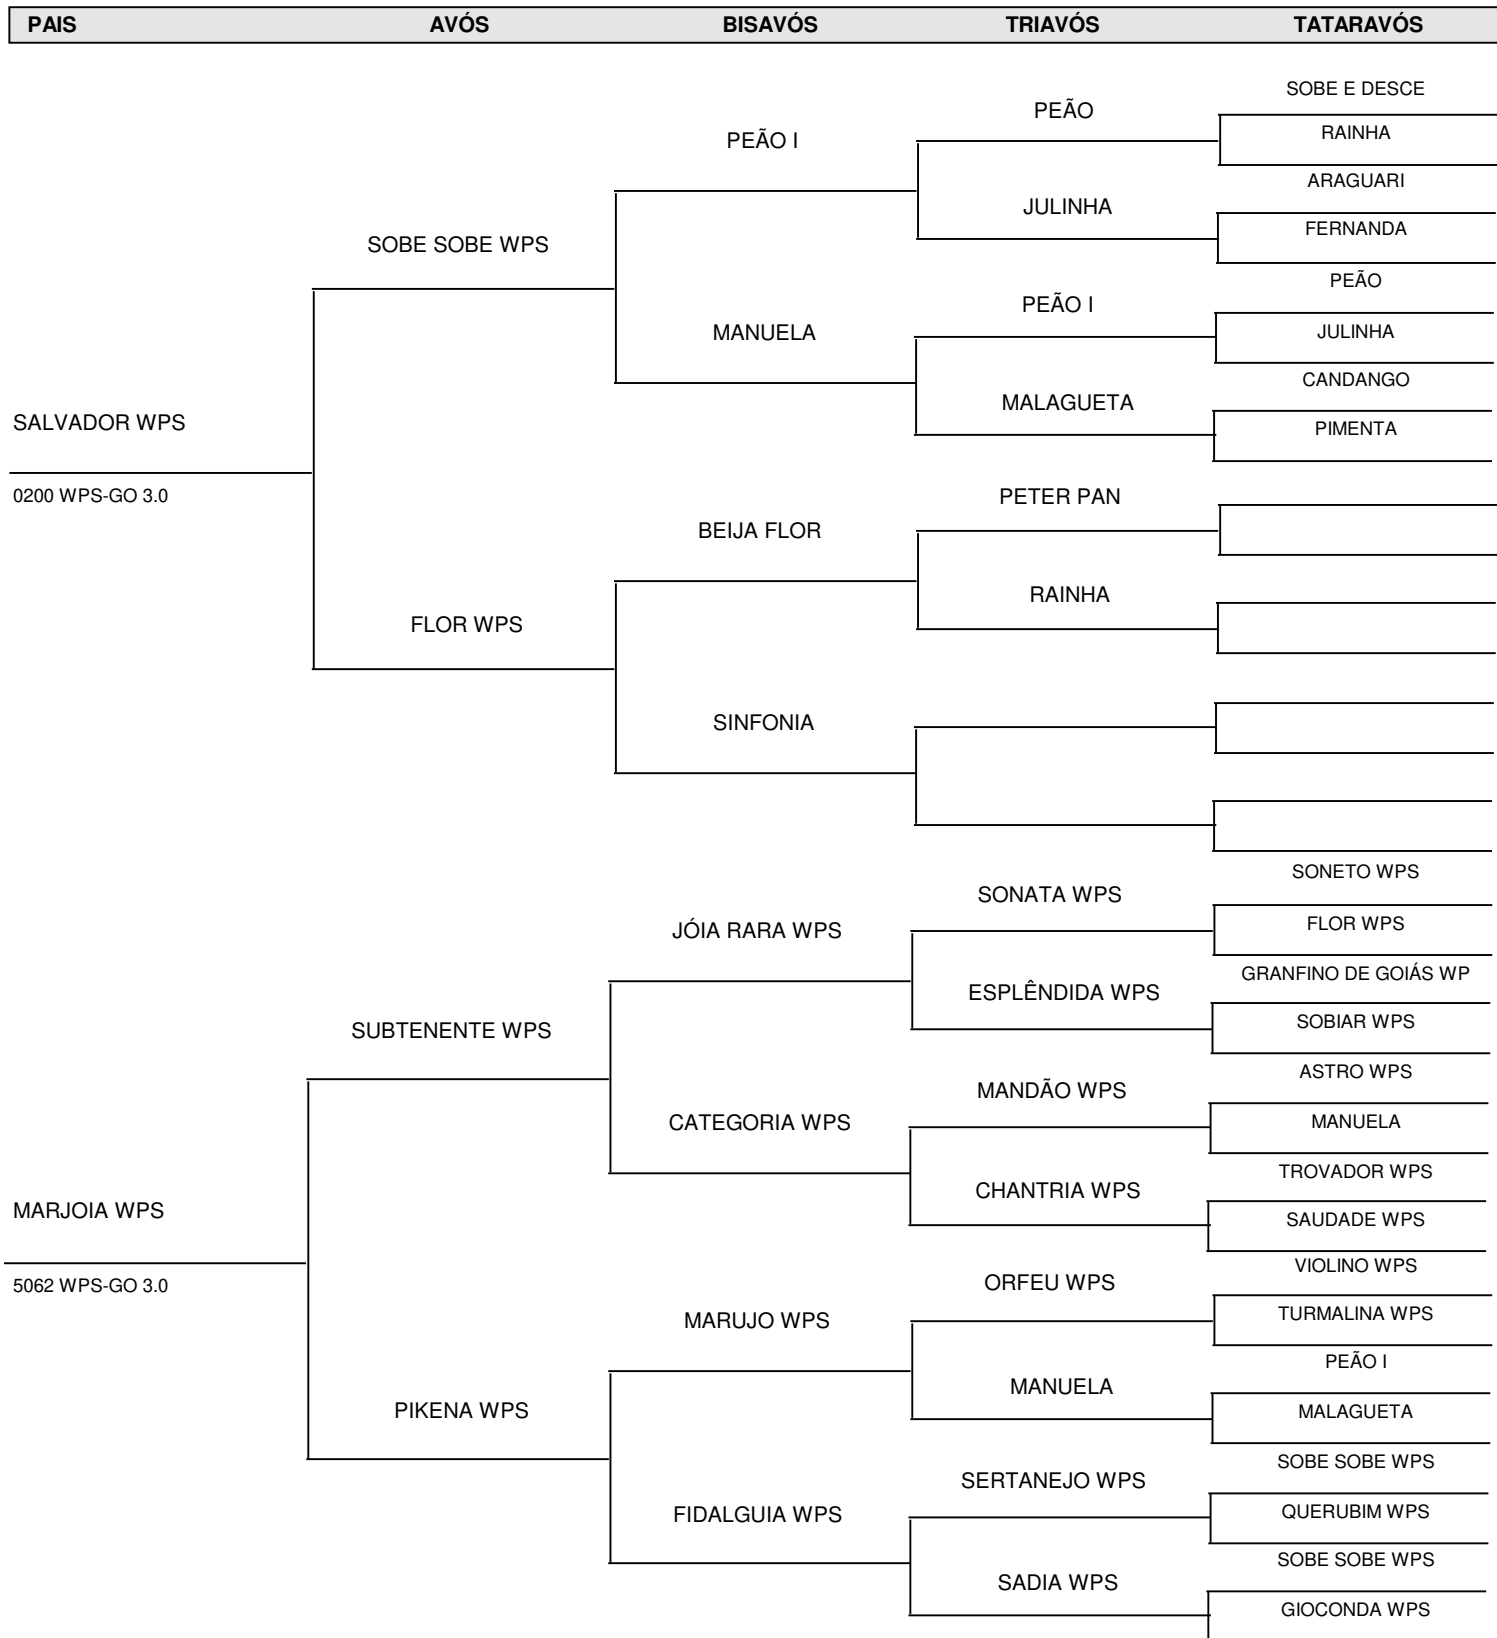 PAIS AVÓS BISAVÓS TRIAVÓS TATARAVÓS
SOBE E DESCE
PEÃO
RAINHA
PEÃO I
ARAGUARI
JULINHA
FERNANDA
SOBE SOBE WPS
PEÃO
PEÃO I
MANUELA
JULINHA
CANDANGO
MALAGUETA
SALVADOR WPS
PIMENTA
0200 WPS-GO 3.0
PETER PAN
BEIJA FLOR
RAINHA
FLOR WPS
SINFONIA
SONETO WPS
SONATA WPS
JÓIA RARA WPS
FLOR WPS
GRANFINO DE GOIÁS WP
ESPLÊNDIDA WPS
SOBIAR WPS
SUBTENENTE WPS
ASTRO WPS
MANDÃO WPS
CATEGORIA WPS
MANUELA
TROVADOR WPS
CHANTRIA WPS
MARJOIA WPS
SAUDADE WPS
VIOLINO WPS
5062 WPS-GO 3.0
ORFEU WPS
MARUJO WPS
TURMALINA WPS
PEÃO I
MANUELA
PIKENA WPS
MALAGUETA
SOBE SOBE WPS
SERTANEJO WPS
FIDALGUIA WPS
QUERUBIM WPS
SOBE SOBE WPS
SADIA WPS
GIOCONDA WPS